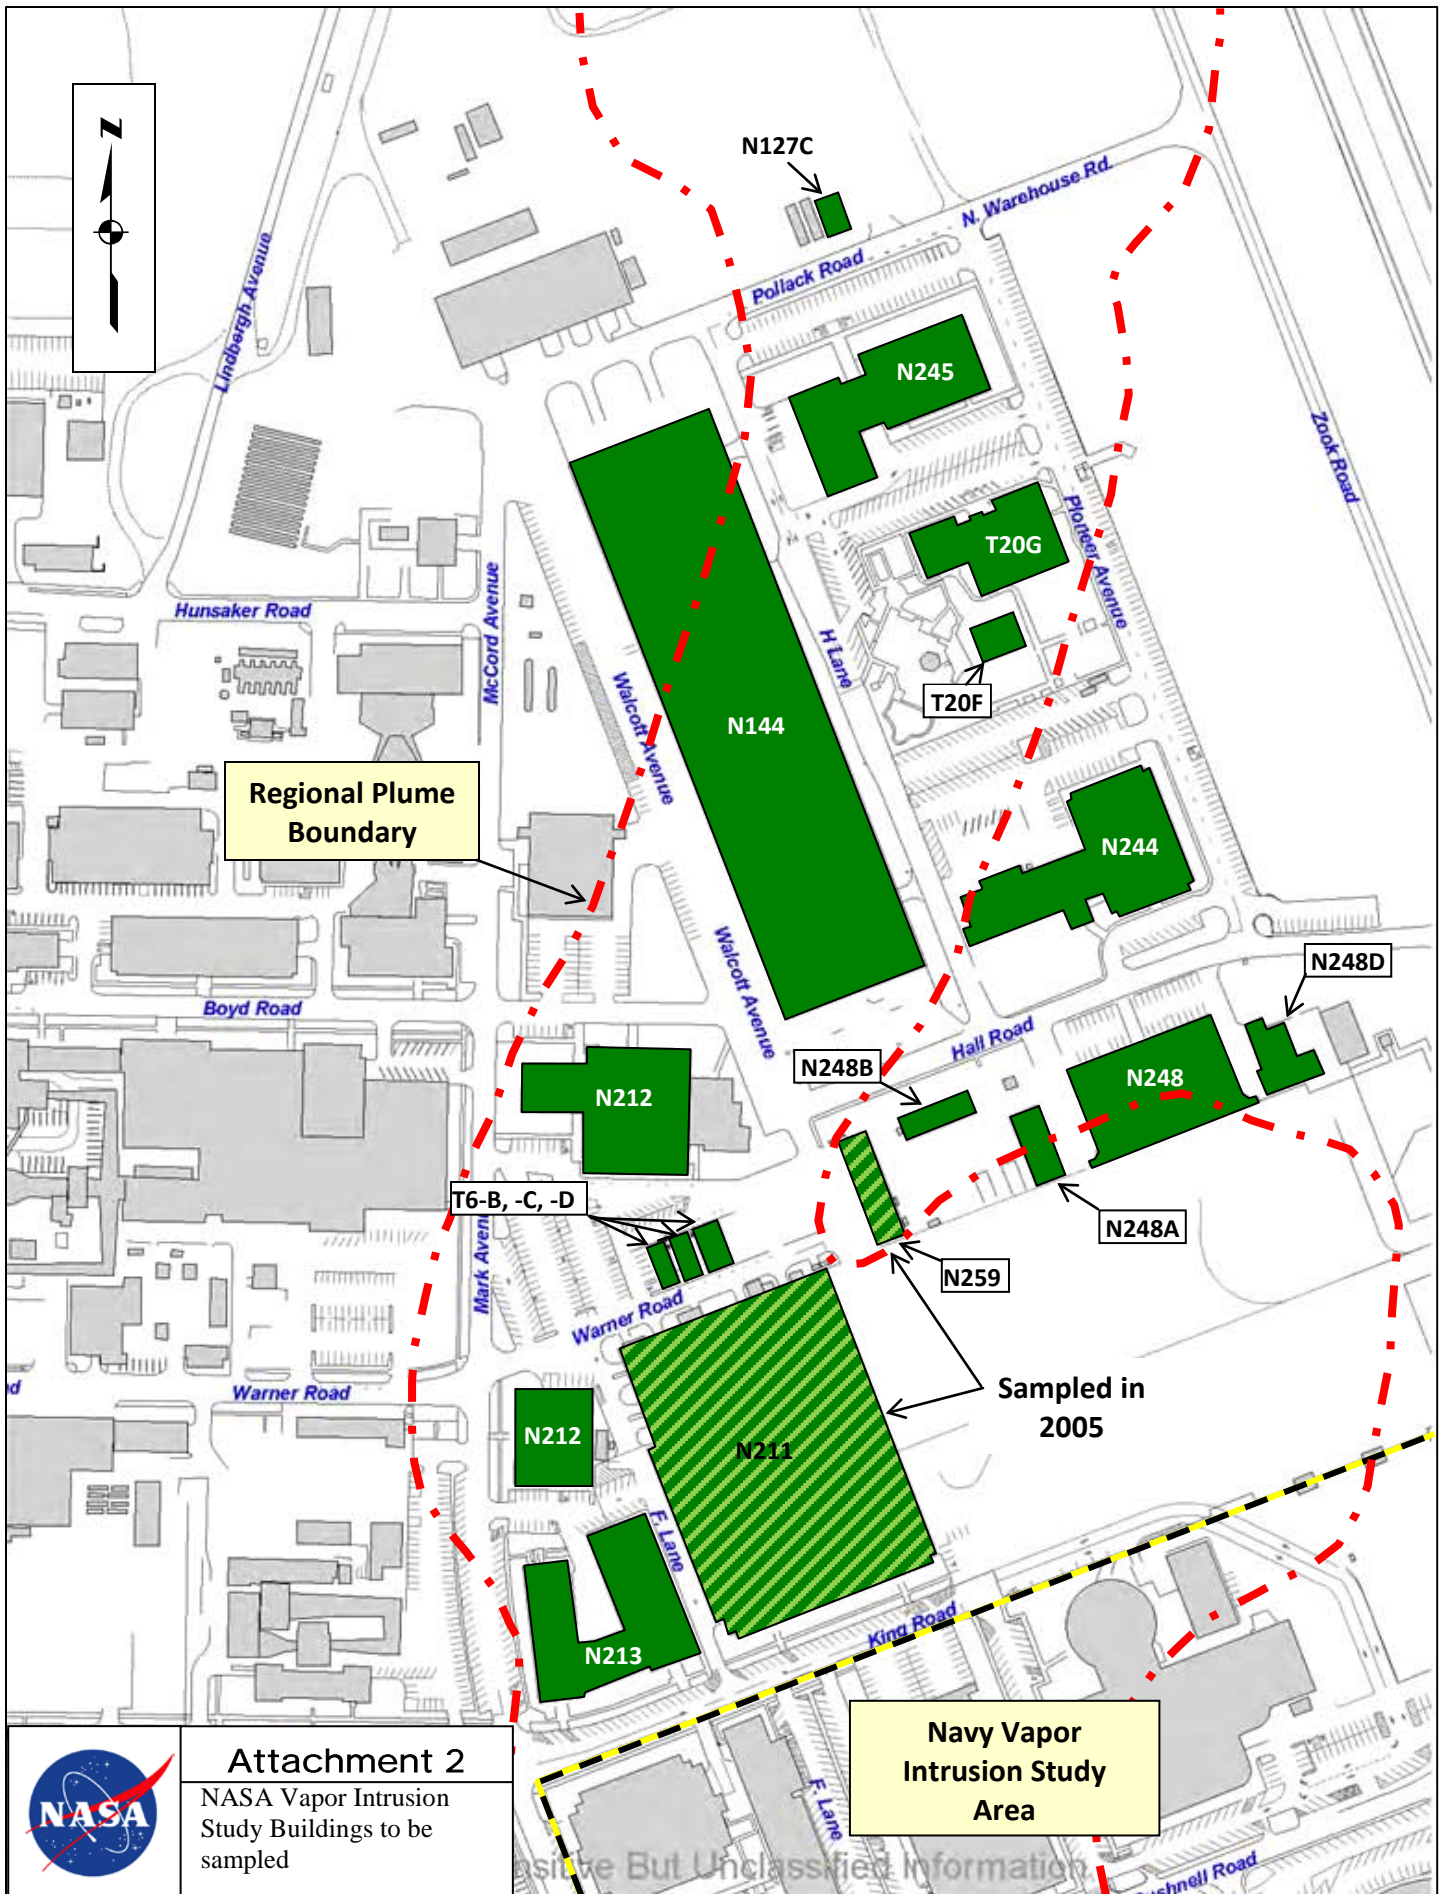 N127C
N. Warehouse Rd.
Pollack Road
Lindbergh Avenue
N245
Zook Road
T20G
Pioneer Avenue
Hunsaker Road
McCord Avenue
H Lane
T20F
Walcott Avenue
N144
Regional Plume
Boundary
N244
Walcott Avenue
N248D
Boyd Road
Hall Road
N248B
N248
N212
T6-B, -C, -D
N248A
N259
Mark Avenue
Warner Road
Warner Road
Sampled in
2005
N212
N211
F. Lane
King Road
N213
Navy Vapor
Intrusion Study
Area
F. Lane
NASA
Attachment 2
NASA Vapor Intrusion
Study Buildings to be
sampled
But Unclassified Information
Road
N